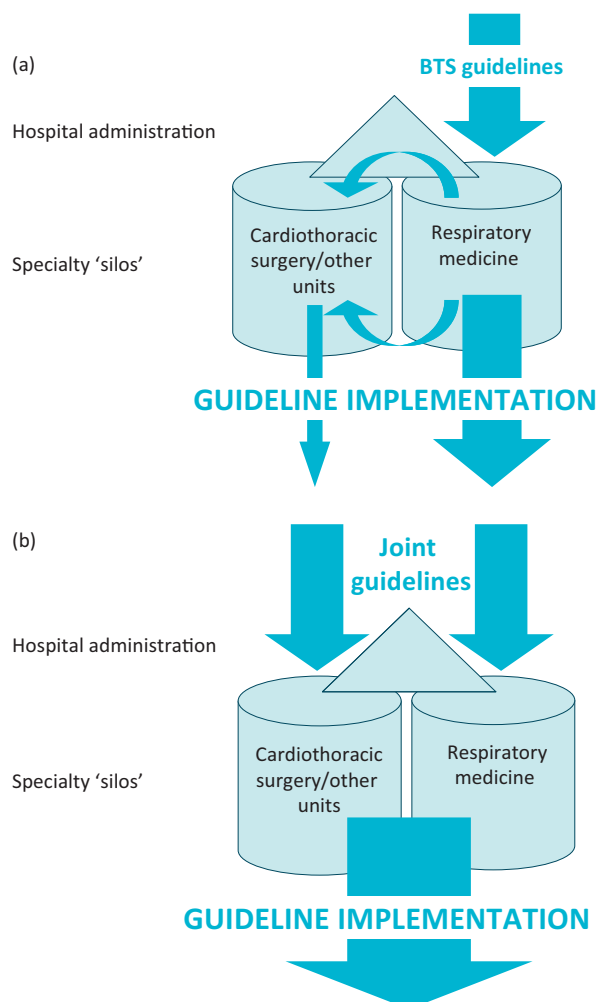 (a)
BTS guidelines
Hospital administration
Specialty ‘silos’
Cardiothoracic
surgery/other
units
Respiratory
medicine
GUIDELINE IMPLEMENTATION
(b)
Joint
guidelines
Hospital administration
Specialty ‘silos’
Cardiothoracic
surgery/other
units
Respiratory
medicine
GUIDELINE IMPLEMENTATION